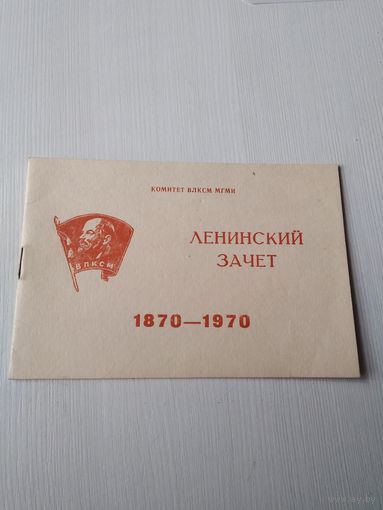 КОМИТЕТ ВЛКСМ МГМИ
ЛЕНИНСКИЙ
ЗАЧЕТ
ВЛКСМ
1870—1970